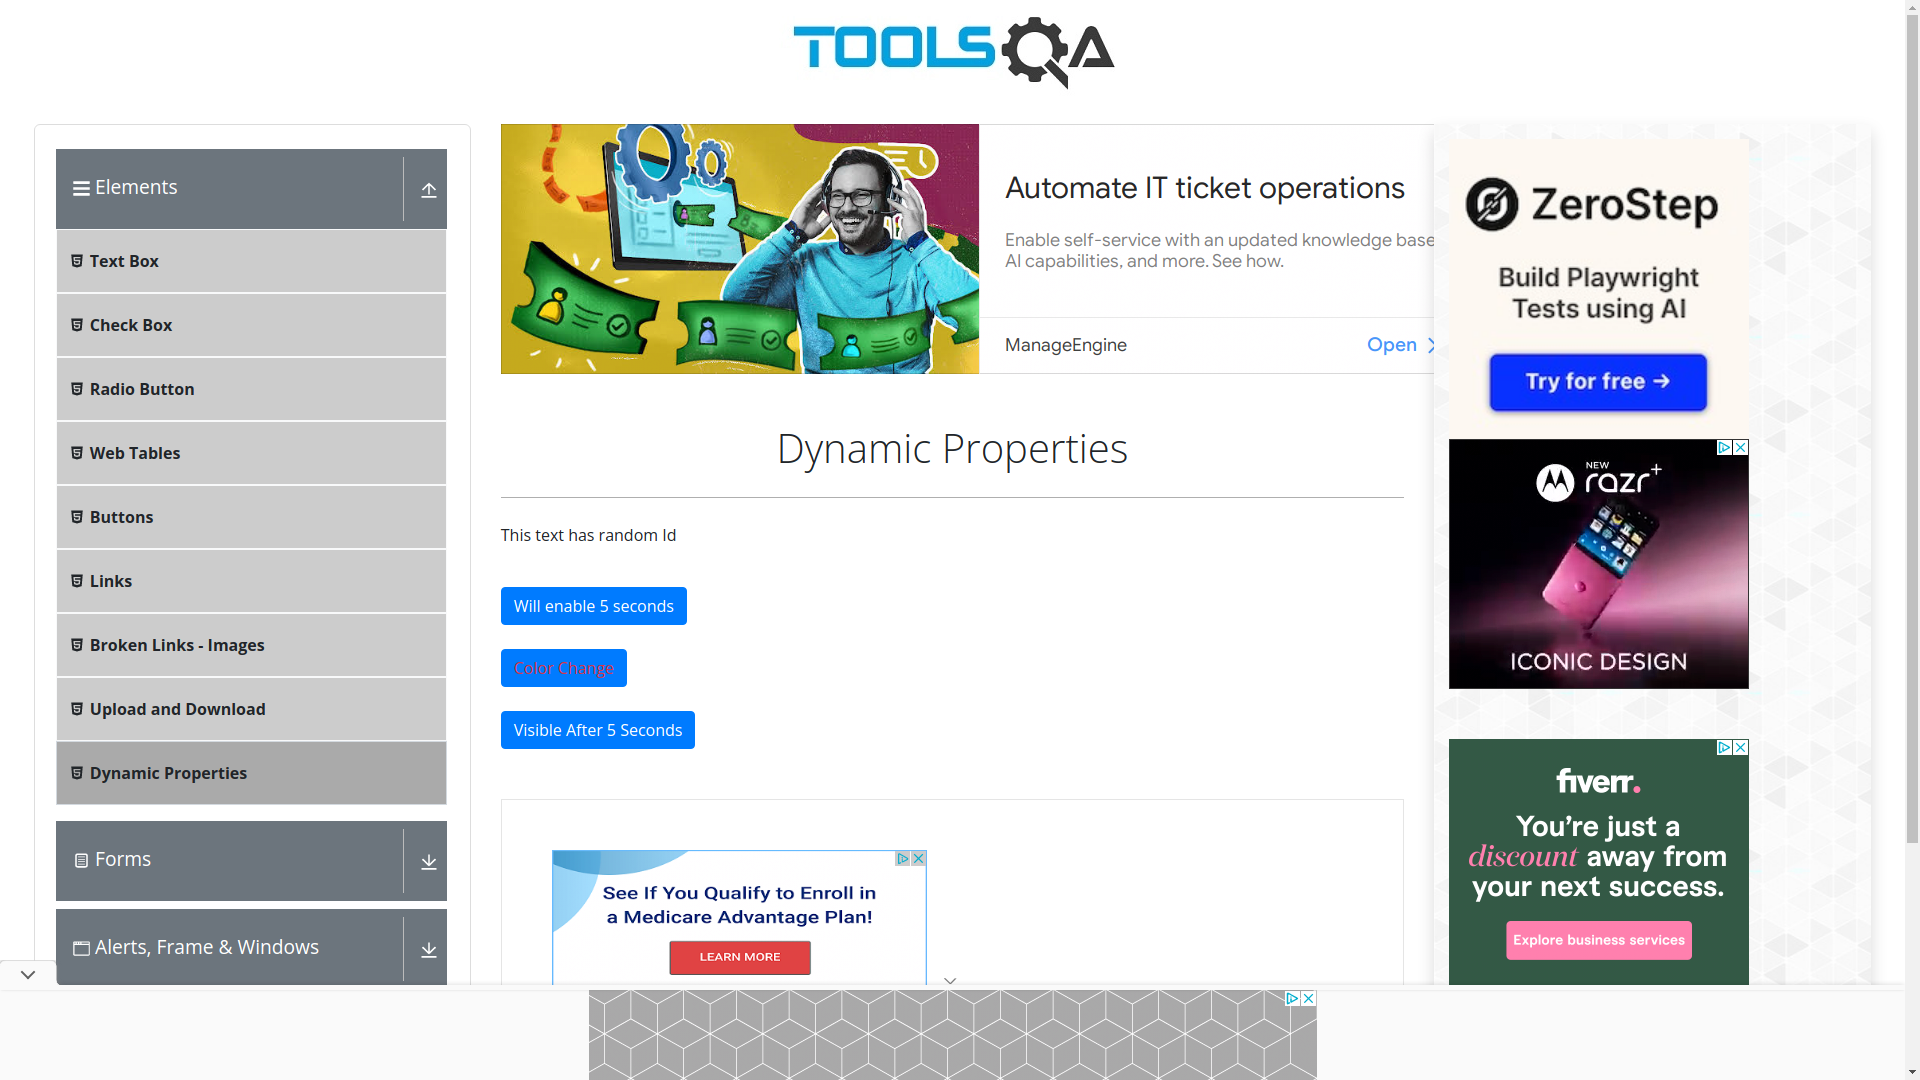 TOOLSQA
Elements
Text Box
Check Box
Radio Button
Web Tables
Buttons
Links
Broken Links - Images
Upload and Download
Dynamic Properties
Forms
Alerts, Frame & Windows
Automate IT ticket operations
Enable self-service with an updated knowledge base
AI capabilities, and more. See how.
ManageEngine
Open
Dynamic Properties
This text has random Id
Will enable 5 seconds
Color Change
Visible After 5 Seconds
See If You Qualify to Enroll in
a Medicare Advantage Plan!
LEARN MORE
ZeroStep
Build Playwright
Tests using AI
Try for free →
NEW
razr+
ICONIC DESIGN
fiverr.
You're just a
discount away from
your next success.
Explore business services